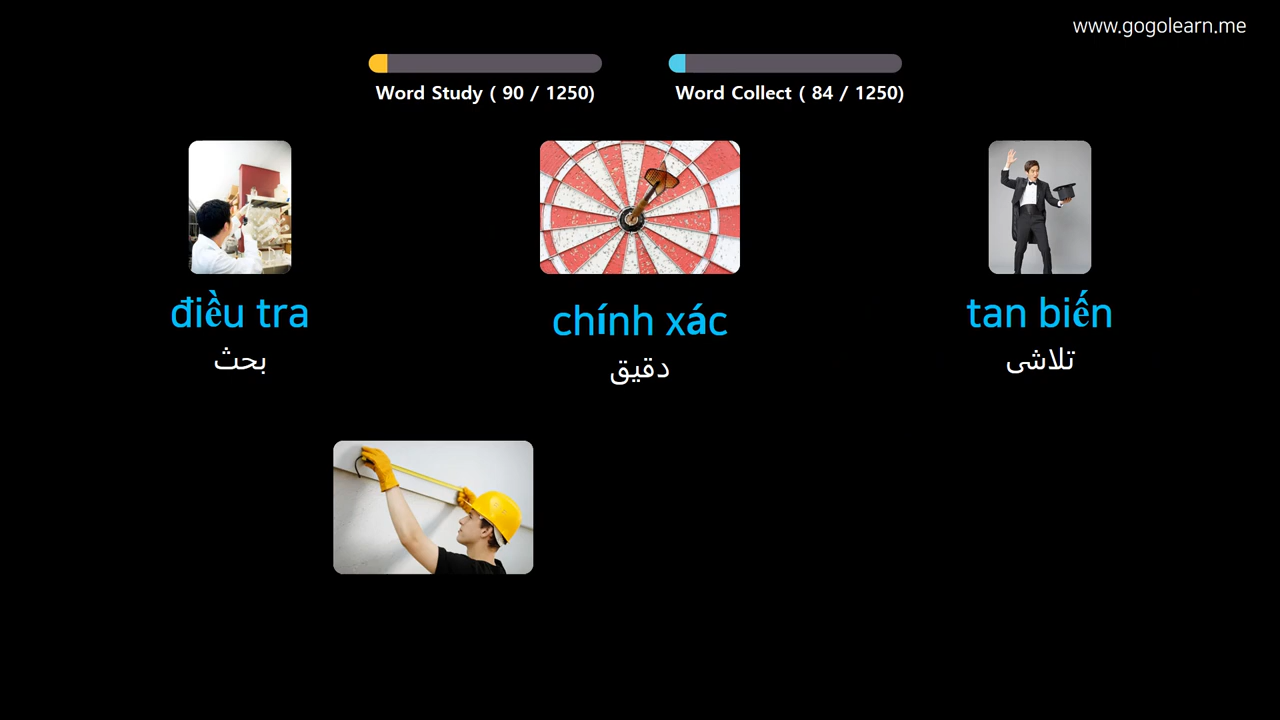 www.gogolearn.me
Word Study ( 90 / 1250)
Word Collect ( 84 / 1250)
điều tra
chính xác
tan biến
بحث
دقيق
تلاشى